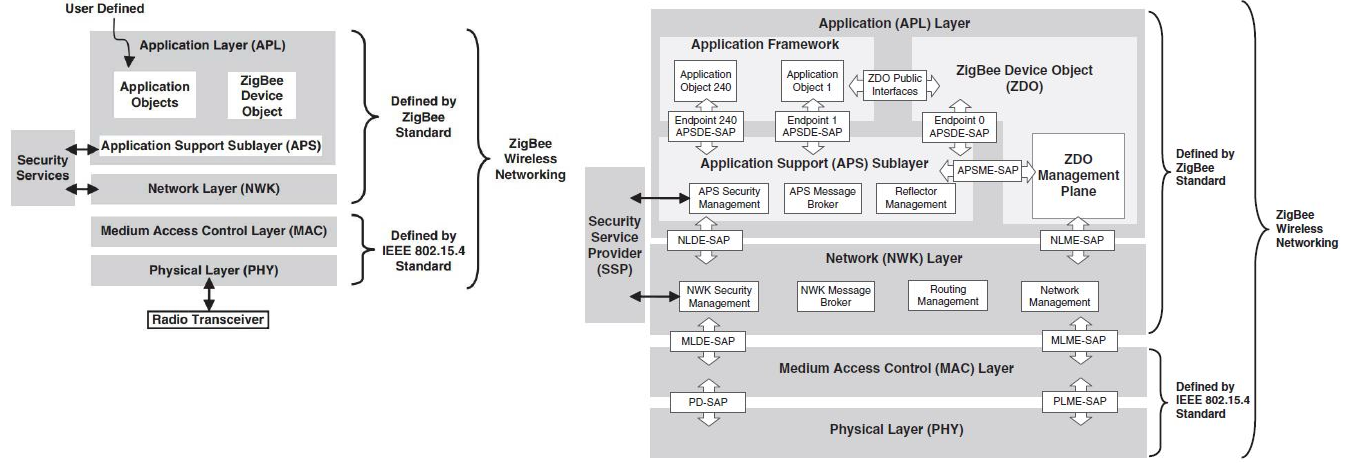 User Defined
Application Layer (APL)
Application
Objects
ZigBee
Device
Object
Application Support Sublayer (APS)
Security
Services
Network Layer (NWK)
Medium Access Control Layer (MAC)
Physical Layer (PHY)
Radio Transceiver
Defined by
ZigBee
Standard
Defined by
IEEE 802.15.4
Standard
ZigBee
Wireless
Networking
Application (APL) Layer
Application Framework
Application
Object 240
Application
Object 1
ZDO Public
Interfaces
ZigBee Device Object
(ZDO)
Endpoint 240
APSDE-SAP
Endpoint 1
APSDE-SAP
Endpoint 0
APSDE-SAP
Application Support (APS) Sublayer
APSME-SAP
ZDO
Management
Plane
APS Security
Management
APS Message
Broker
Reflector
Management
Security
Service
Provider
(SSP)
NLDE-SAP
NLME-SAP
Network (NWK) Layer
NWK Security
Management
NWK Message
Broker
Routing
Management
Network
Management
MLDE-SAP
MLME-SAP
Medium Access Control (MAC) Layer
PD-SAP
PLME-SAP
Physical Layer (PHY)
Defined by
ZigBee
Standard
Defined by
IEEE 802.15.4
Standard
ZigBee
Wireless
Networking